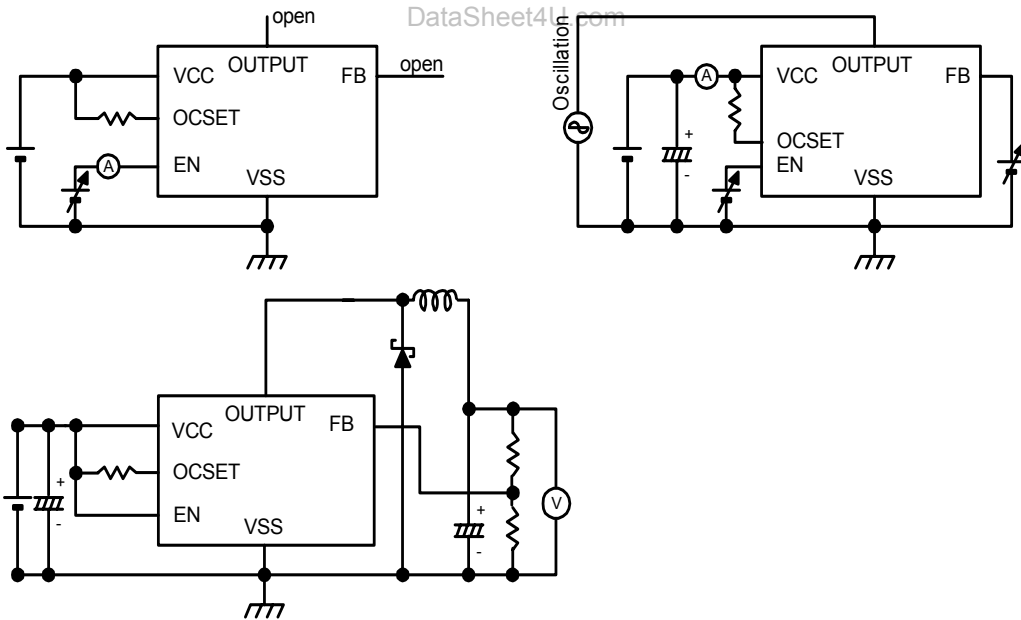 DataSheet4U.com
open
VCC
OUTPUT
FB
open
OCSET
A
EN
VSS
Oscillation
A
VCC
OUTPUT
FB
+
-
OCSET
EN
VSS
OUTPUT
FB
VCC
OCSET
+
-
EN
VSS
+
-
V